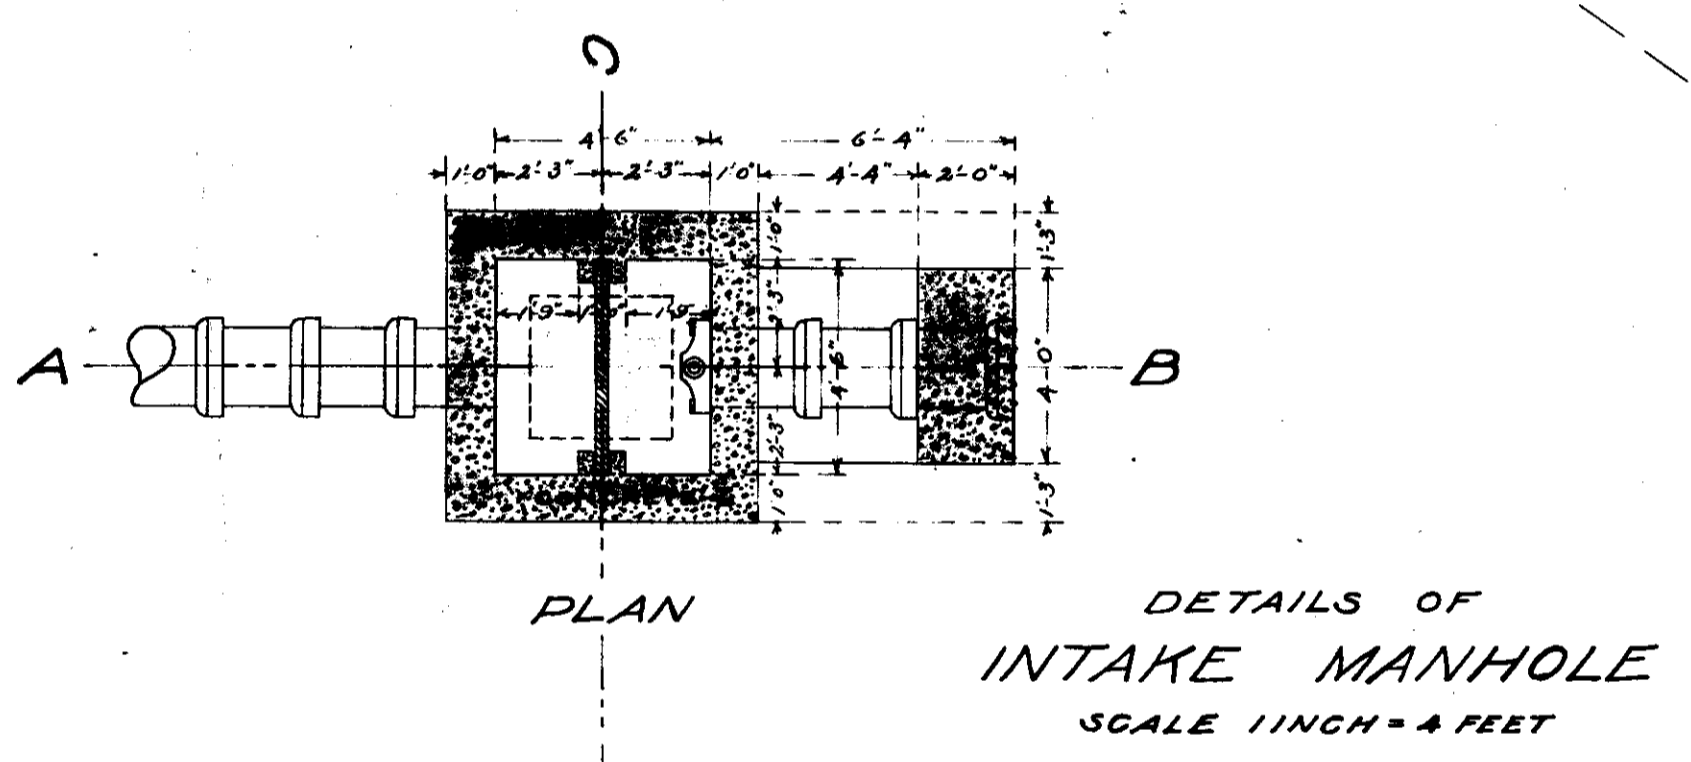 C
4'-6" 6'-4"
1'-0" 2'-3" 2'-3" 1'-0" 4'-4" 2'-0"
1'-0" 1'-3"
2'-3"
1'-9" 1'-9"
A B
4'-6" 4'-0"
2'-3"
1'-0" 1'-3"
CONCRETE
PLAN
DETAILS OF
INTAKE MANHOLE
SCALE 1 INCH = 4 FEET